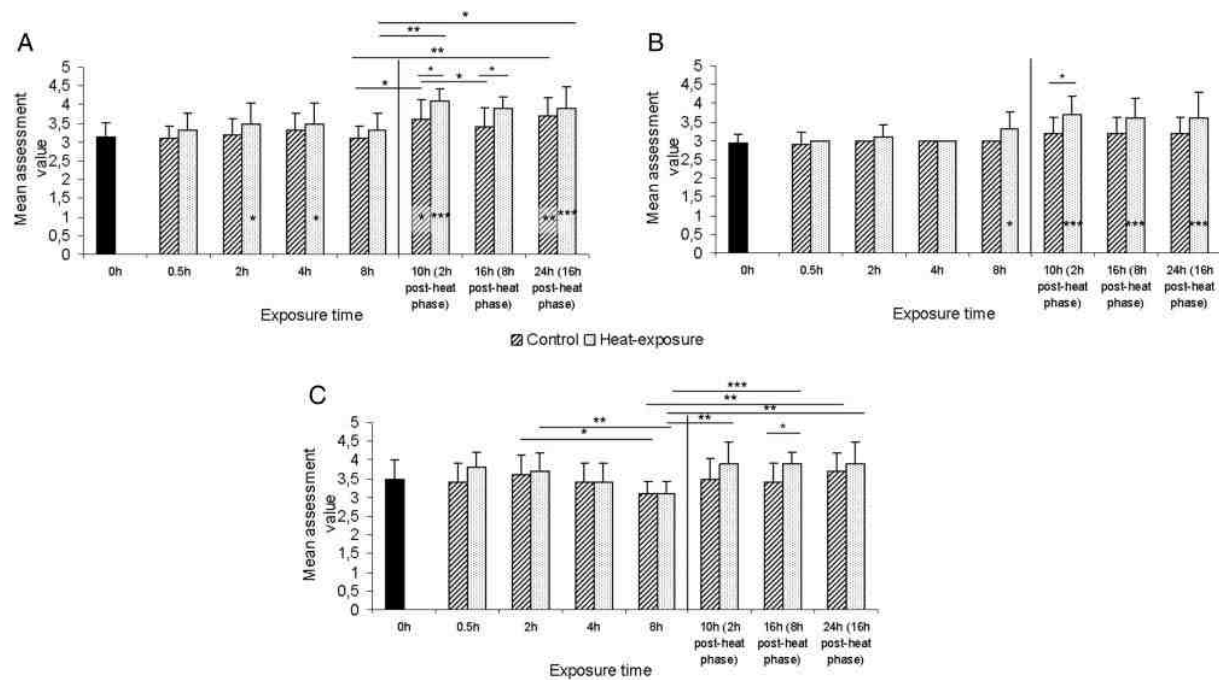 A
*
**
**
* * * *
Mean assessment
value
5
4,5
4
3,5
3
2,5
2
1,5
1
0,5
0
* * * *** ** ***
0h 0.5h 2h 4h 8h 10h (2h 16h (8h 24h (16h
post-heat post-heat post-heat
phase) phase) phase)
Exposure time
B
*
Mean assessment
value
5
4,5
4
3,5
3
2,5
2
1,5
1
0,5
0
* *** *** ***
0h 0.5h 2h 4h 8h 10h (2h 16h (8h 24h (16h
post-heat post-heat post-heat
phase) phase) phase)
Exposure time
Control Heat-exposure
C
***
**
**
** **
* *
Mean assessment
value
5
4,5
4
3,5
3
2,5
2
1,5
1
0,5
0
0h 0.5h 2h 4h 8h 10h (2h 16h (8h 24h (16h
post-heat post-heat post-heat
phase) phase) phase)
Exposure time